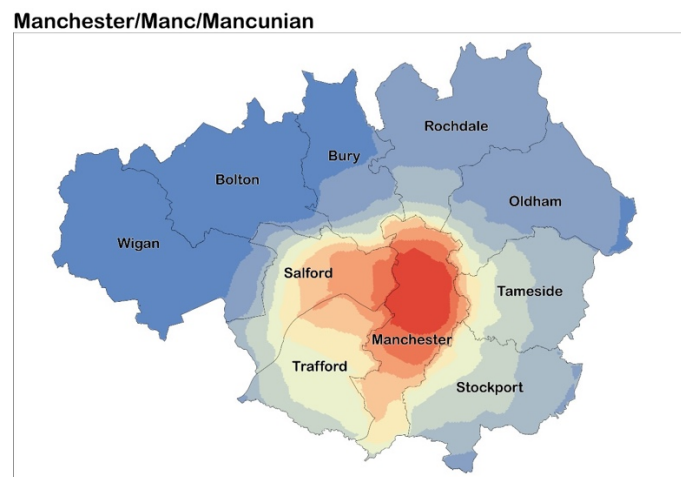 Manchester/Manc/Mancunian
Rochdale
Bury
Bolton
Oldham
Wigan
Salford
Tameside
Manchester
Trafford
Stockport